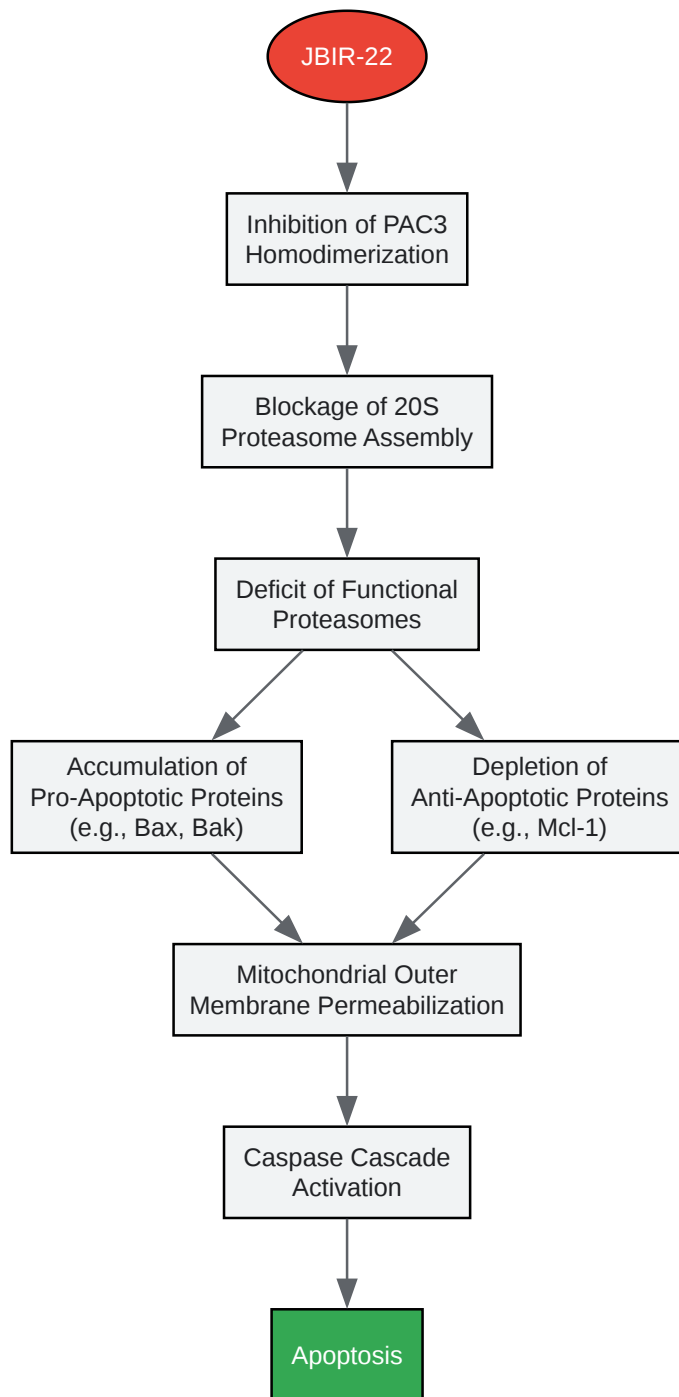 JBIR-22
Inhibition of PAC3
Homodimerization
Blockage of 20S
Proteasome Assembly
Deficit of Functional
Proteasomes
Accumulation of
Pro-Apoptotic Proteins
(e.g., Bax, Bak)
Depletion of
Anti-Apoptotic Proteins
(e.g., Mcl-1)
Mitochondrial Outer
Membrane Permeabilization
Caspase Cascade
Activation
Apoptosis